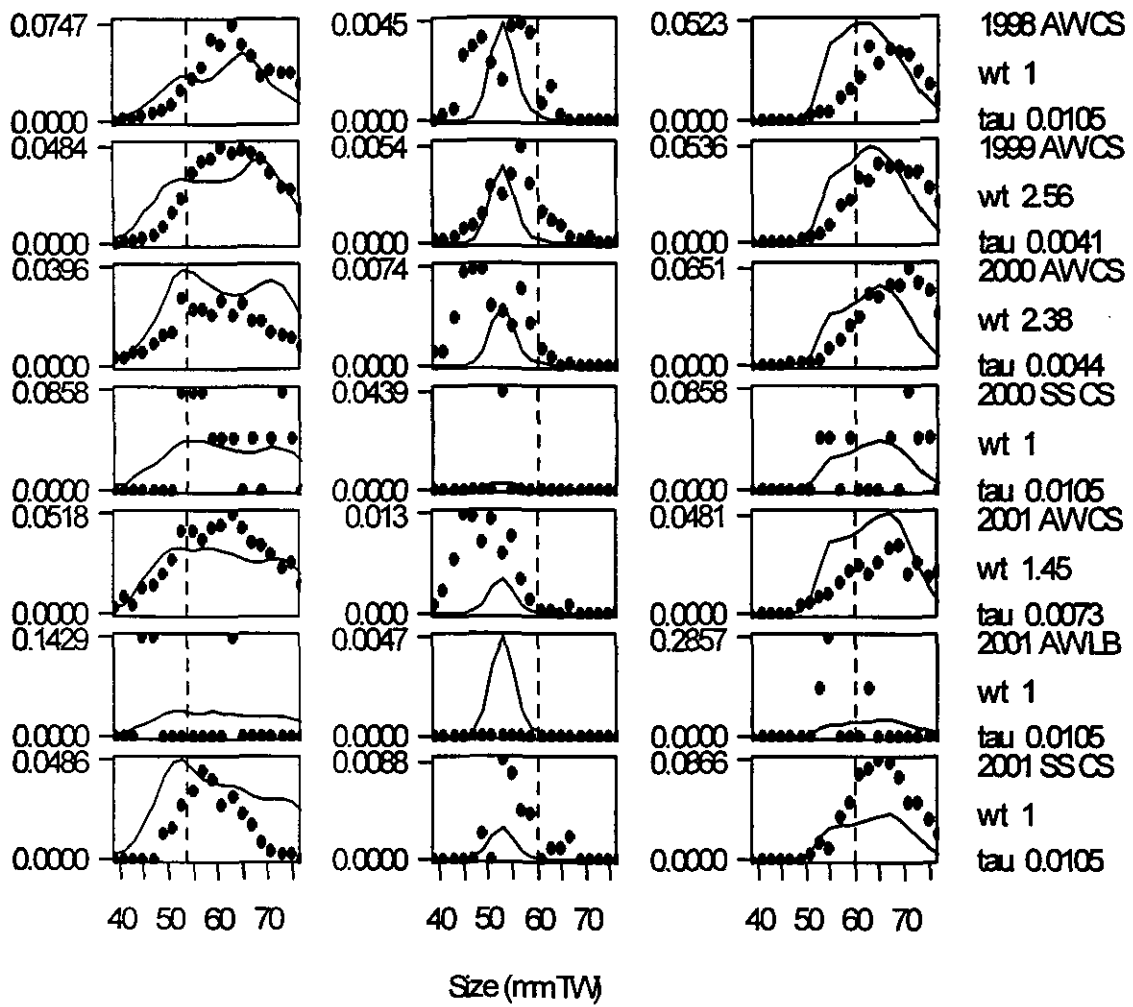 0.0747 0.0045 0.0523 1998 AWCS
wt 1
0.0000 0.0000 0.0000 tau 0.0105
0.0484 0.0054 0.0536 1999 AWCS
wt 2.56
0.0000 0.0000 0.0000 tau 0.0041
0.0396 0.0074 0.0651 2000 AWCS
wt 2.38
0.0000 0.0000 0.0000 tau 0.0044
0.0858 0.0439 0.0858 2000 SS CS
wt 1
0.0000 0.0000 0.0000 tau 0.0105
0.0518 0.013 0.0481 2001 AWCS
wt 1.45
0.0000 0.000 0.0000 tau 0.0073
0.1429 0.0047 0.2857 2001 AWLB
wt 1
0.0000 0.0000 0.0000 tau 0.0105
0.0486 0.0088 0.0866 2001 SS CS
wt 1
0.0000 0.0000 0.0000 tau 0.0105
40 50 60 70 40 50 60 70 40 50 60 70
Size (mmTW)